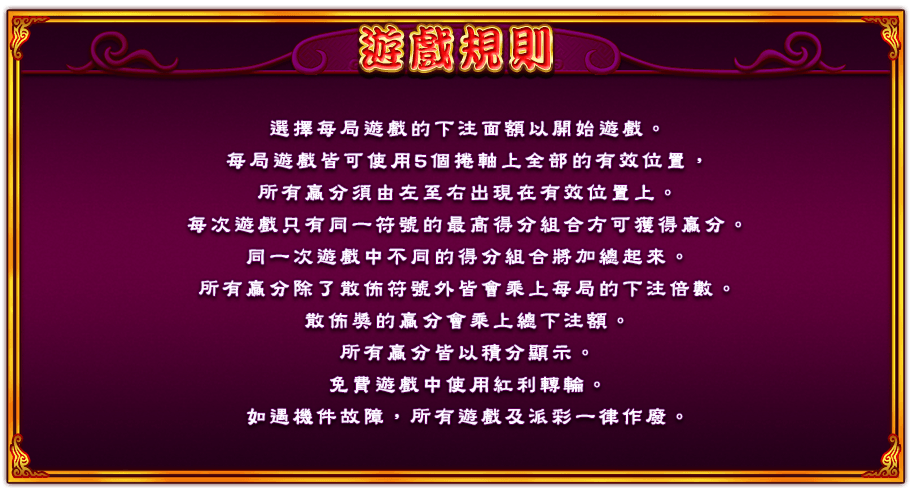 遊戲規則
選擇每局遊戲的下注面額以開始遊戲。
每局遊戲皆可使用5個捲軸上全部的有效位置，
所有贏分須由左至右出現在有效位置上。
每次遊戲只有同一符號的最高得分組合方可獲得贏分。
同一次遊戲中不同的得分組合將加總起來。
所有贏分除了散佈符號外皆會乘上每局的下注倍數。
散佈獎的贏分會乘上總下注額。
所有贏分皆以積分顯示。
免費遊戲中使用紅利轉輪。
如遇機件故障，所有遊戲及派彩一律作廢。